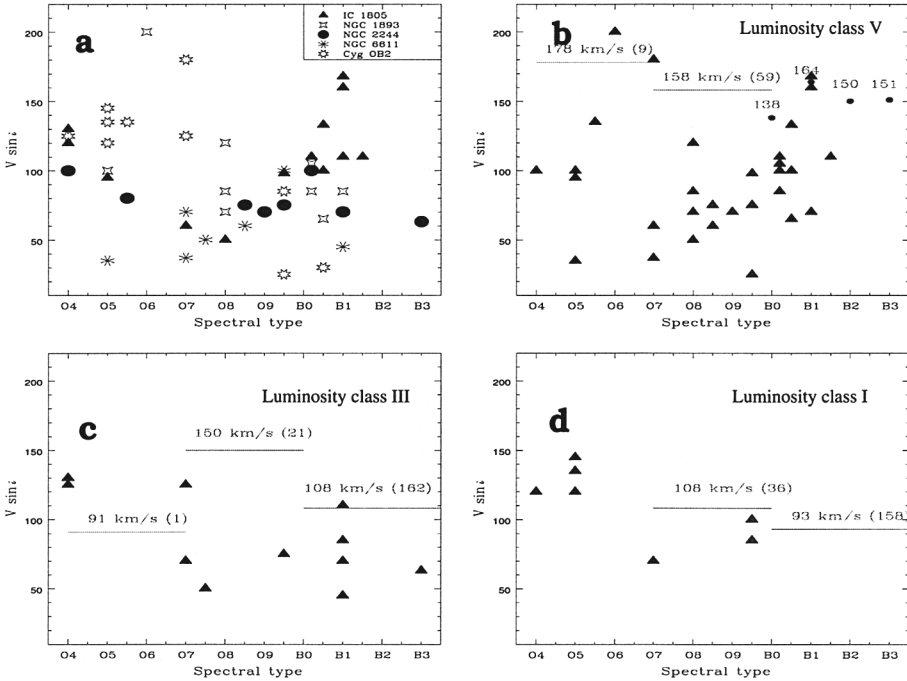 a
IC 1805
NGC 1893
NGC 2244
NGC 6611
Cyg OB2
200
150
100
50
V sin i
O4 O5 O6 O7 O8 O9 B0 B1 B2 B3
Spectral type
b
Luminosity class V
178 km/s (9)
158 km/s (59)
138
164
150
151
200
150
100
50
V sin i
O4 O5 O6 O7 O8 O9 B0 B1 B2 B3
Spectral type
c
Luminosity class III
150 km/s (21)
108 km/s (162)
91 km/s (1)
200
150
100
50
V sin i
O4 O5 O6 O7 O8 O9 B0 B1 B2 B3
Spectral type
d
Luminosity class I
108 km/s (36)
93 km/s (158)
200
150
100
50
V sin i
O4 O5 O6 O7 O8 O9 B0 B1 B2 B3
Spectral type